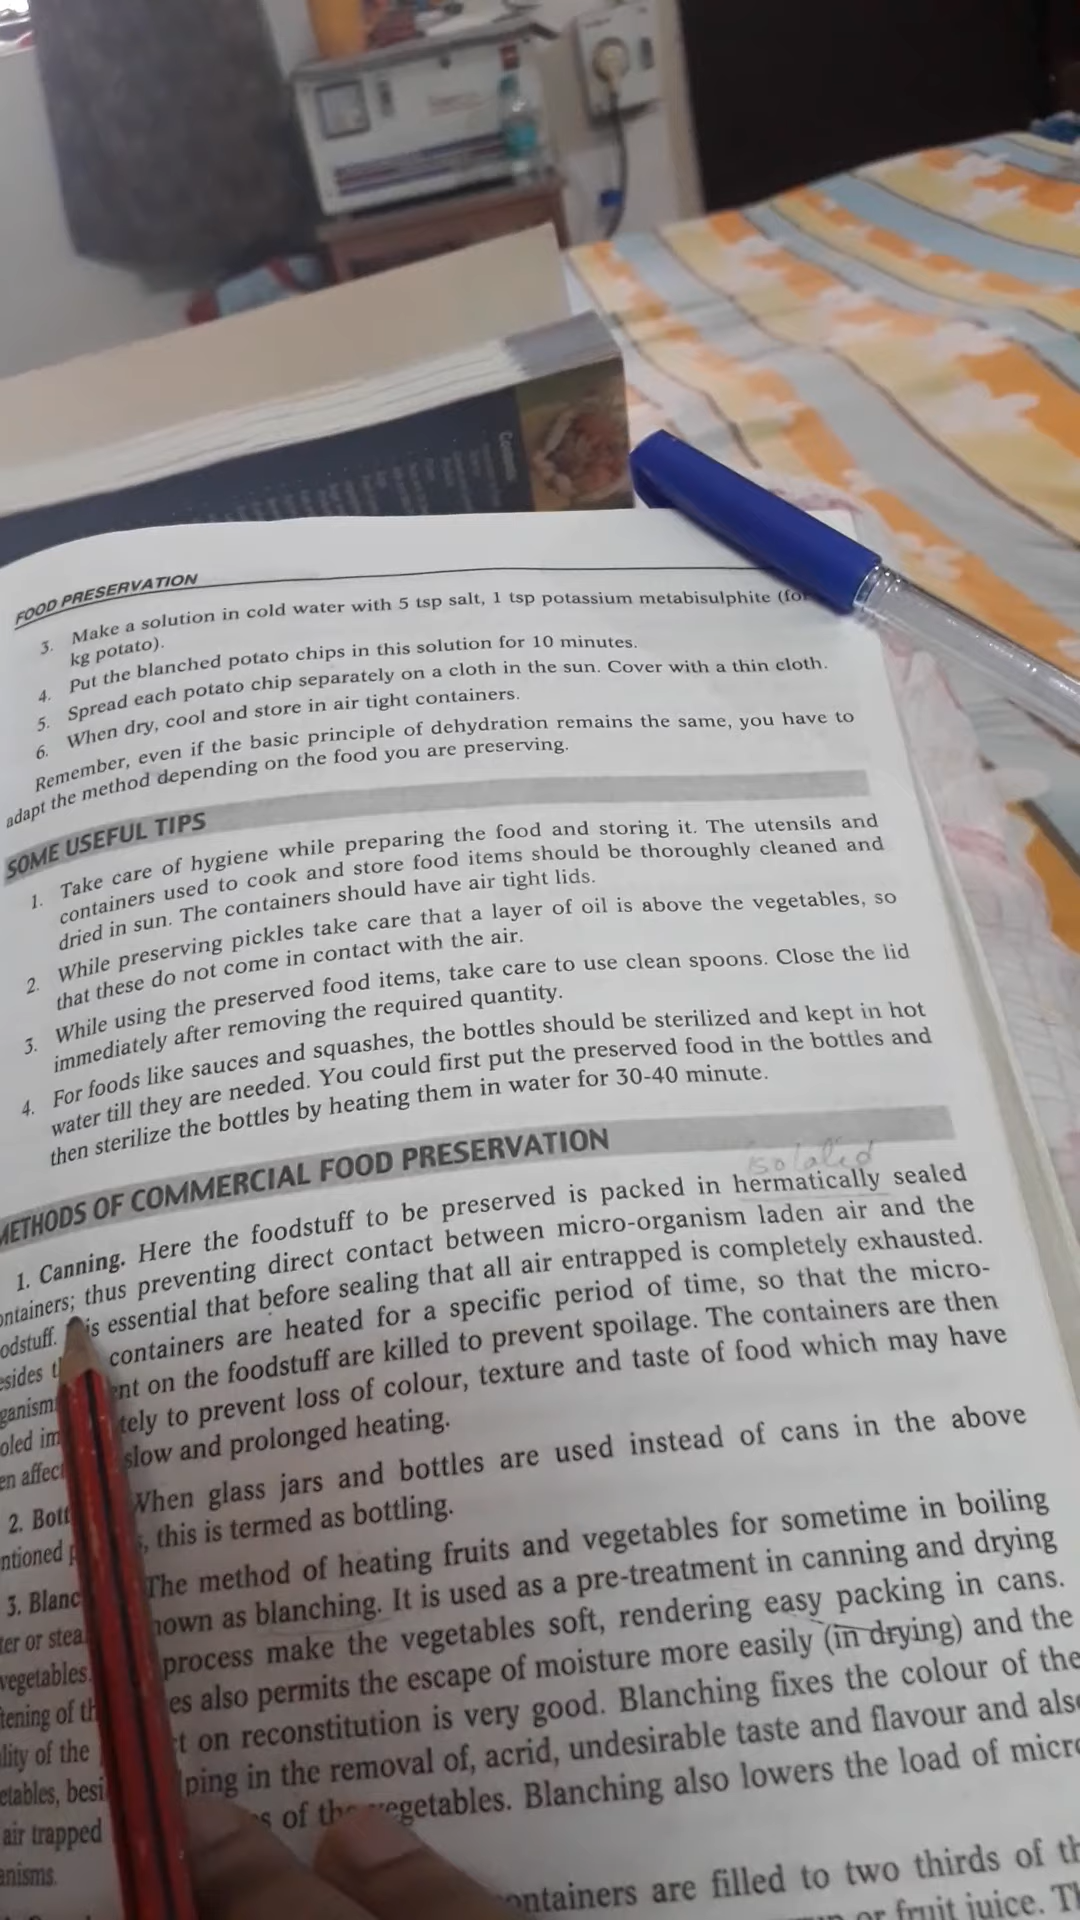 FOOD PRESERVATION
3. Make a solution in cold water with 5 tsp salt, 1 tsp potassium metabisulphite (for
kg potato).
4. Put the blanched potato chips in this solution for 10 minutes.
5. Spread each potato chip separately on a cloth in the sun. Cover with a thin cloth.
6. When dry, cool and store in air tight containers.
Remember, even if the basic principle of dehydration remains the same, you have to
adapt the method depending on the food you are preserving.
SOME USEFUL TIPS
1. Take care of hygiene while preparing the food and storing it. The utensils and
containers used to cook and store food items should be thoroughly cleaned and
dried in sun. The containers should have air tight lids.
2. While preserving pickles take care that a layer of oil is above the vegetables, so
that these do not come in contact with the air.
3. While using the preserved food items, take care to use clean spoons. Close the lid
immediately after removing the required quantity.
4. For foods like sauces and squashes, the bottles should be sterilized and kept in hot
water till they are needed. You could first put the preserved food in the bottles and
then sterilize the bottles by heating them in water for 30-40 minute.
METHODS OF COMMERCIAL FOOD PRESERVATION
isolated
1. Canning. Here the foodstuff to be preserved is packed in hermatically sealed
ontainers; thus preventing direct contact between micro-organism laden air and the
odstuff. is essential that before sealing that all air entrapped is completely exhausted.
esides t containers are heated for a specific period of time, so that the micro-
ganism ent on the foodstuff are killed to prevent spoilage. The containers are then
oled im tely to prevent loss of colour, texture and taste of food which may have
en affect slow and prolonged heating.
2. Bott When glass jars and bottles are used instead of cans in the above
ntioned p , this is termed as bottling.
3. Blanc The method of heating fruits and vegetables for sometime in boiling
ter or stea nown as blanching. It is used as a pre-treatment in canning and drying
vegetables. process make the vegetables soft, rendering easy packing in cans.
tening of th es also permits the escape of moisture more easily (in drying) and the
lity of the t on reconstitution is very good. Blanching fixes the colour of the
etables, besi ping in the removal of, acrid, undesirable taste and flavour and also
air trapped s of the vegetables. Blanching also lowers the load of micro
anisms.
ontainers are filled to two thirds of th
or fruit juice. Th
Contents